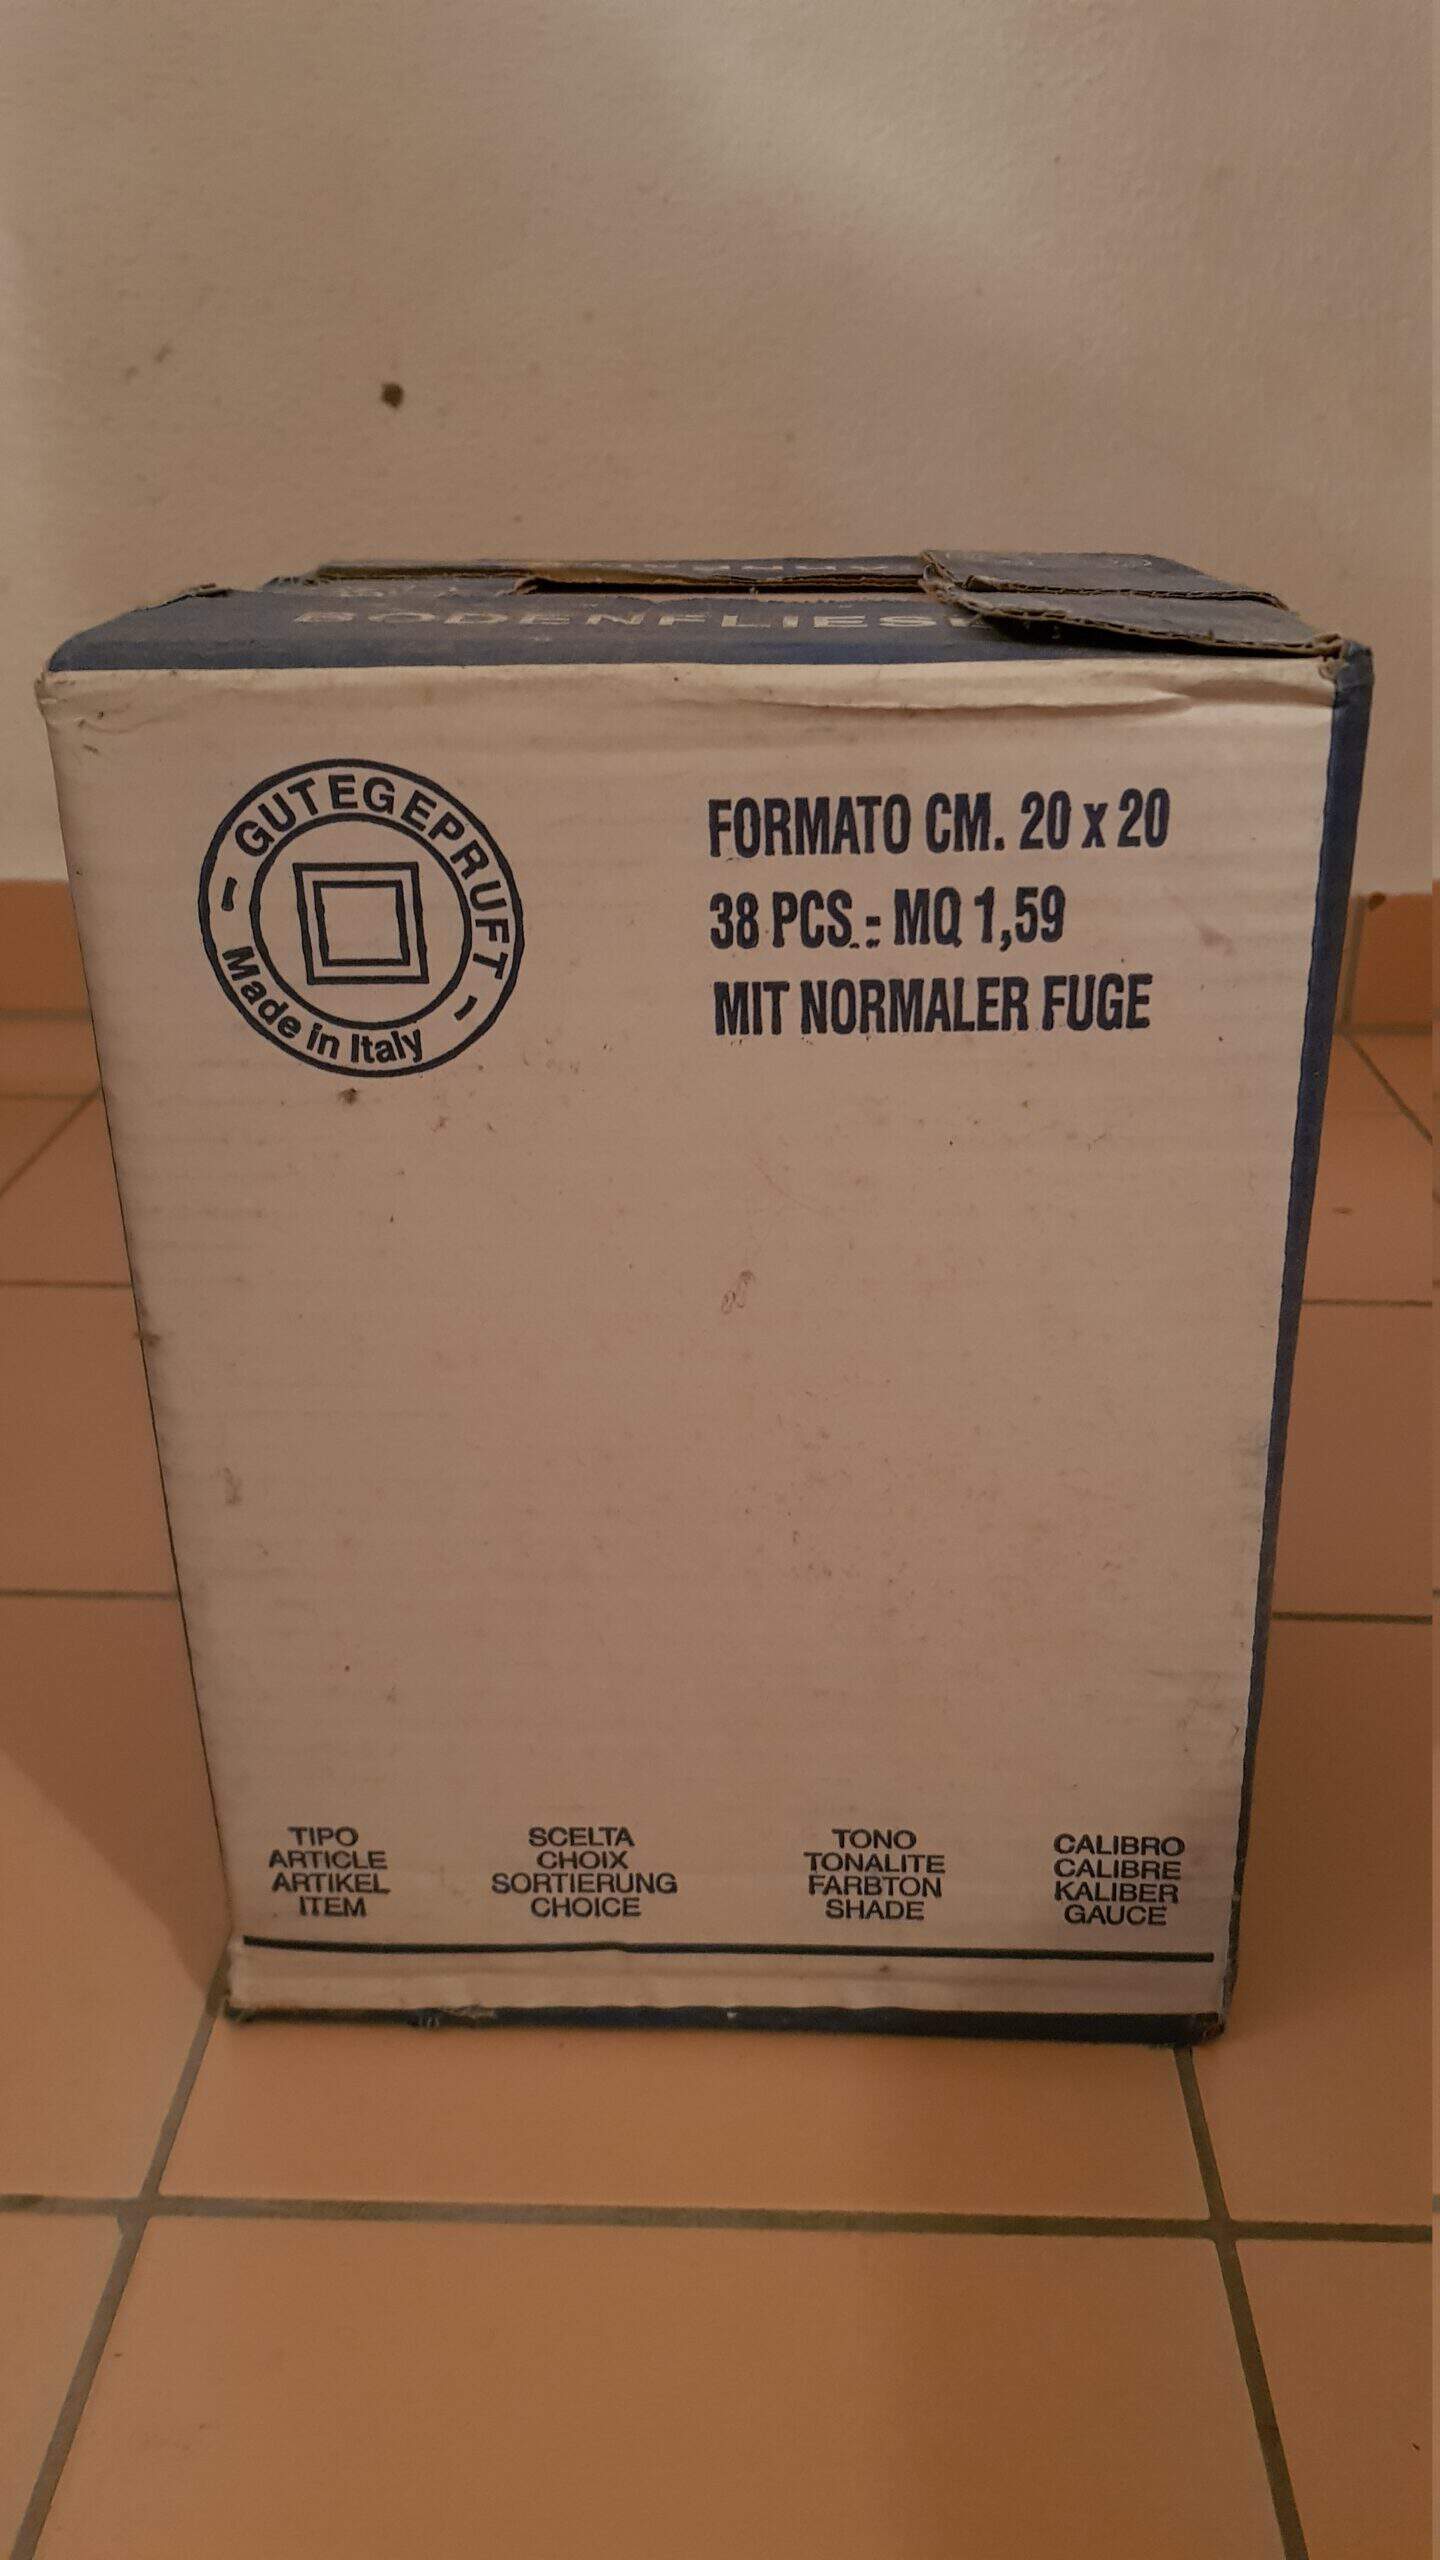 BODENFLIESE
GUTEGEPRUFT
Made in Italy
FORMATO CM. 20 x 20
38 PCS.= MQ 1,59
MIT NORMALER FUGE
TIPO
ARTICLE
ARTIKEL
ITEM
SCELTA
CHOIX
SORTIERUNG
CHOICE
TONO
TONALITE
FARBTON
SHADE
CALIBRO
CALIBRE
KALIBER
GAUCE